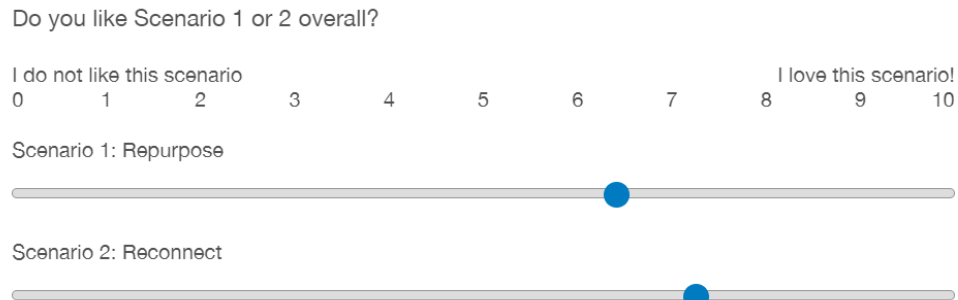 Do you like Scenario 1 or 2 overall?
I do not like this scenario I love this scenario!
0 1 2 3 4 5 6 7 8 9 10
Scenario 1: Repurpose
Scenario 2: Reconnect